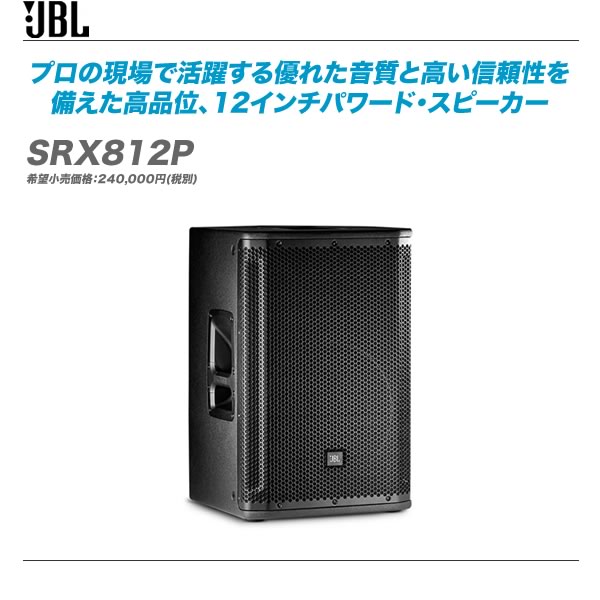 JBL
プロの現場で活躍する優れた音質と高い信頼性を
備えた高品位、12インチパワード・スピーカー
SRX812P
希望小売価格:240,000円(税別)
JBL